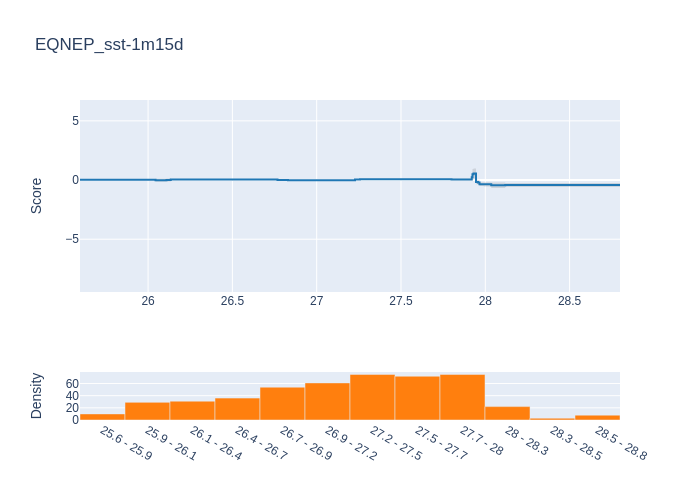 EQNEP_sst-1m15d
Score
5
0
−5
26
26.5
27
27.5
28
28.5
Density
60
40
20
0
25.6 - 25.9
25.9 - 26.1
26.1 - 26.4
26.4 - 26.7
26.7 - 26.9
26.9 - 27.2
27.2 - 27.5
27.5 - 27.7
27.7 - 28
28 - 28.3
28.3 - 28.5
28.5 - 28.8